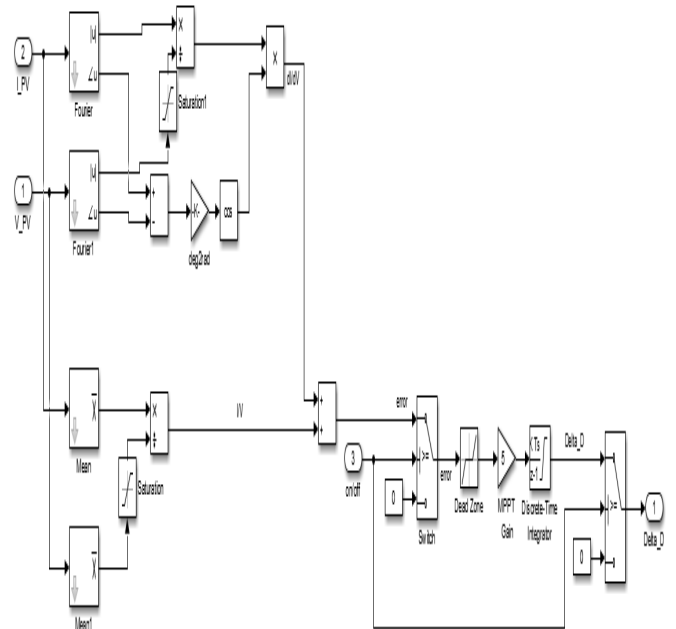 2
I_PV
|u|
∠u
Fourier
×
÷
Saturation1
×
dI/dV
1
V_PV
|u|
∠u
Fourier1
+
-
-K-
deg2rad
cos
x
Mean
×
÷
I/V
Saturation
x
Mean1
+
+
error
3
on/off
0
>=
Switch
error
Dead Zone
5
MPPT
Gain
K Ts
z-1
Discrete-Time
Integrator
Delta_D
0
>=
1
Delta_D